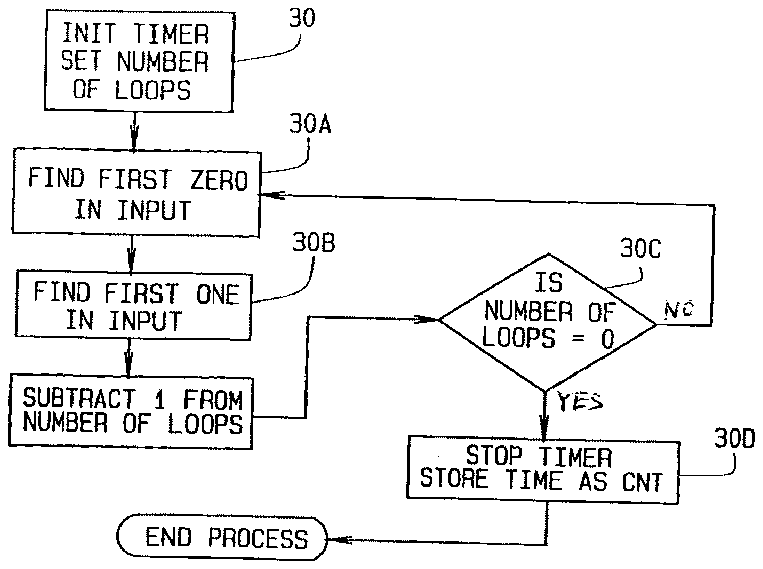 INIT TIMER
SET NUMBER
OF LOOPS
30
30A
FIND FIRST ZERO
IN INPUT
30B
FIND FIRST ONE
IN INPUT
SUBTRACT 1 FROM
NUMBER OF LOOPS
30C
IS
NUMBER OF
LOOPS = 0
NO
YES
30D
STOP TIMER
STORE TIME AS CNT
END PROCESS